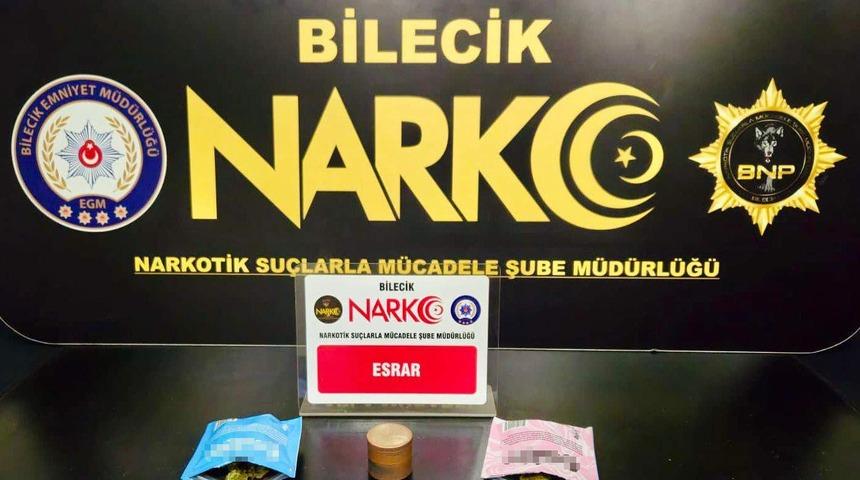 BİLECİK
NARKO
BİLECİK EMNİYET MÜDÜRLÜĞÜ
EGM
BNP
NARKOTİK SUÇLARLA MÜCADELE ŞUBE MÜDÜRLÜĞÜ
BİLECİK
NARKO
NARKO
NARKOTİK SUÇLARLA MÜCADELE ŞUBE MÜDÜRLÜĞÜ
ESRAR